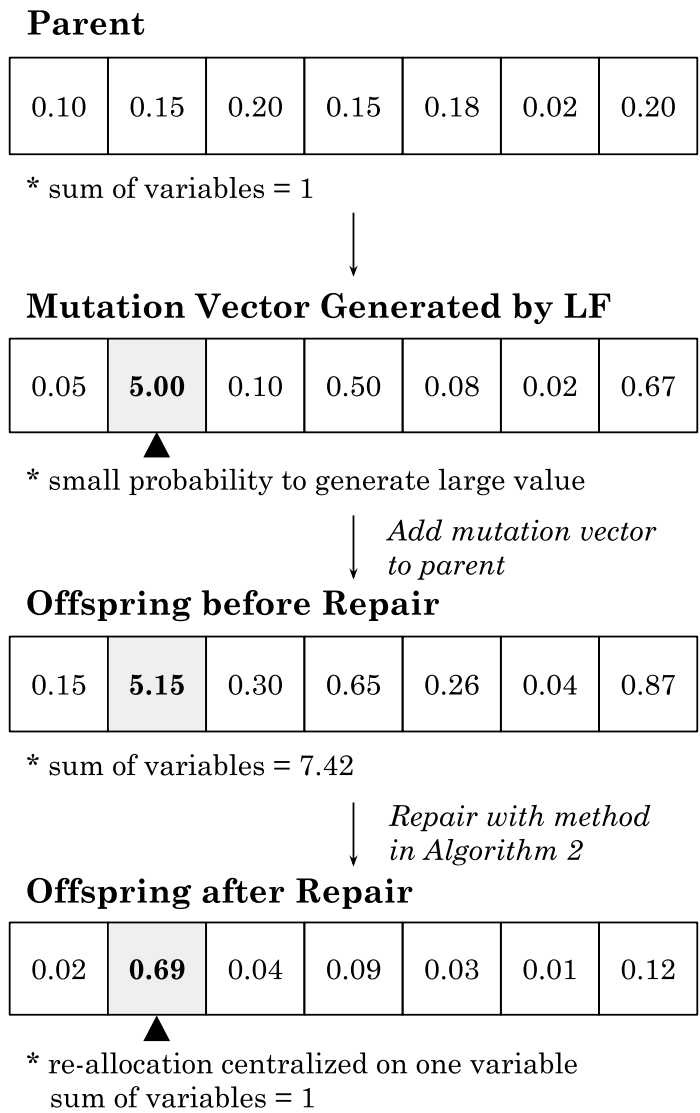 Parent
0.10 0.15 0.20 0.15 0.18 0.02 0.20
* sum of variables = 1
Mutation Vector Generated by LF
0.05 5.00 0.10 0.50 0.08 0.02 0.67
* small probability to generate large value
Add mutation vector
to parent
Offspring before Repair
0.15 5.15 0.30 0.65 0.26 0.04 0.87
* sum of variables = 7.42
Repair with method
in Algorithm 2
Offspring after Repair
0.02 0.69 0.04 0.09 0.03 0.01 0.12
* re-allocation centralized on one variable
sum of variables = 1